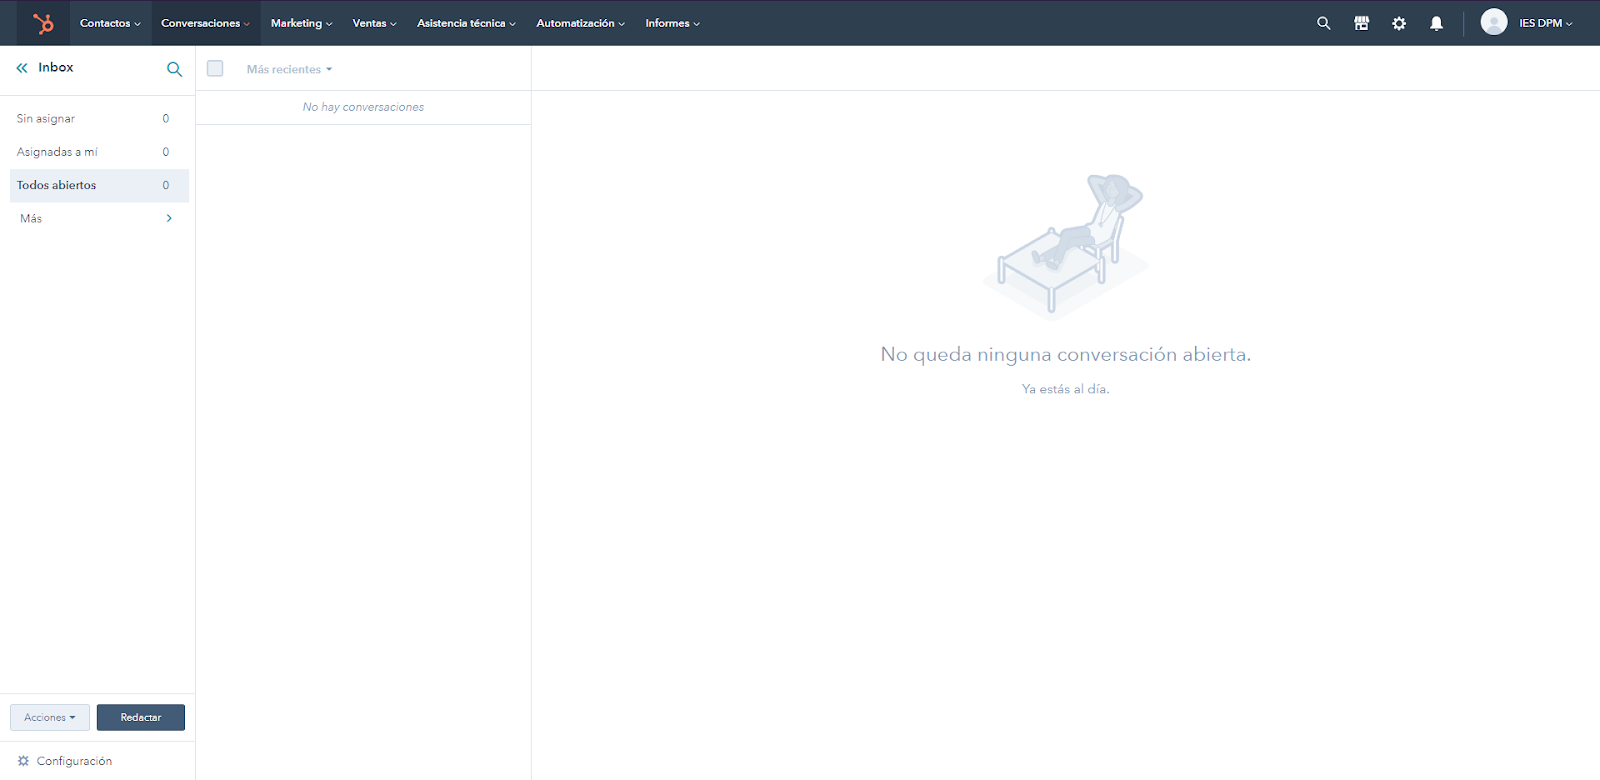 Contactos Conversaciones Marketing Ventas Asistencia técnica Automatización Informes IES DPM
Inbox
Sin asignar 0
Asignadas a mí 0
Todos abiertos 0
Más
Acciones Redactar
Configuración
Más recientes
No hay conversaciones
No queda ninguna conversación abierta.
Ya estás al día.